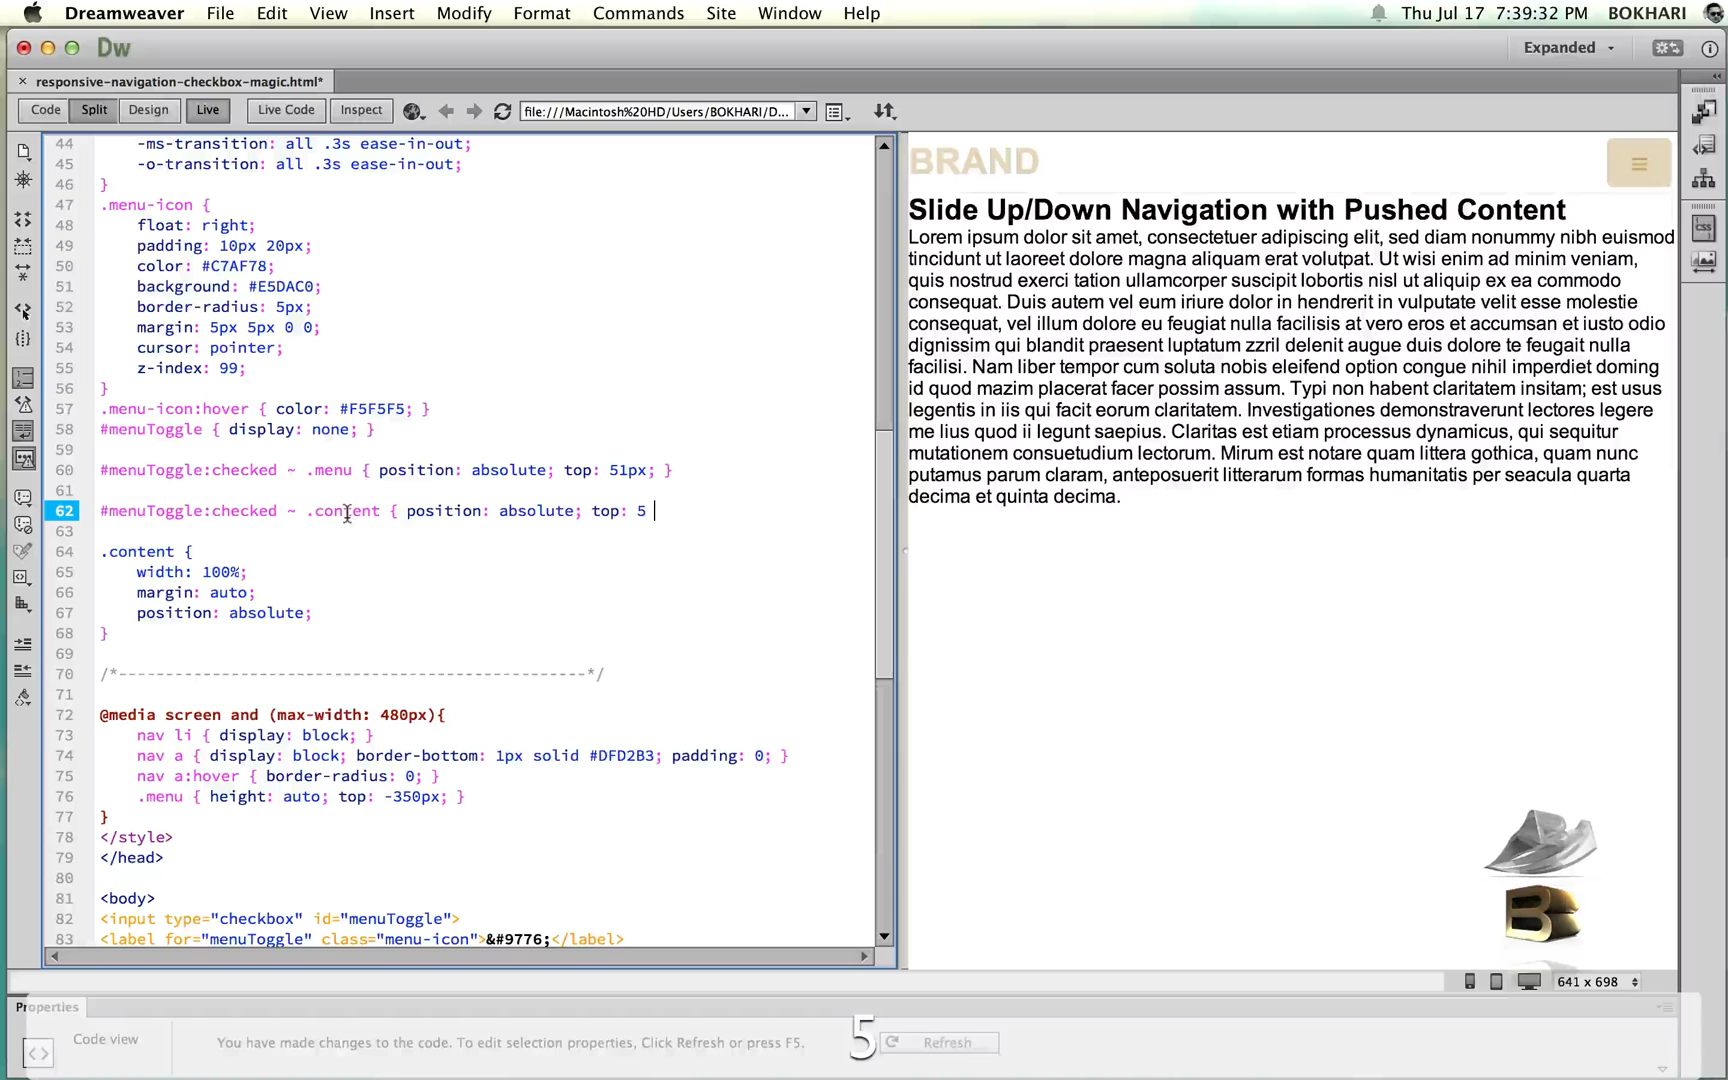 Dreamweaver File Edit View Insert Modify Format Commands Site Window Help Thu Jul 17 7:39:32 PM BOKHARI
Dw Expanded
responsive-navigation-checkbox-magic.html*
Code Split Design Live Live Code Inspect file:///Macintosh%20HD/Users/BOKHARI/D...
44 -ms-transition: all .3s ease-in-out;
45 -o-transition: all .3s ease-in-out;
46 }
47 .menu-icon {
48 float: right;
49 padding: 10px 20px;
50 color: #C7AF78;
51 background: #E5DAC0;
52 border-radius: 5px;
53 margin: 5px 5px 0 0;
54 cursor: pointer;
55 z-index: 99;
56 }
57 .menu-icon:hover { color: #F5F5F5; }
58 #menuToggle { display: none; }
59
60 #menuToggle:checked ~ .menu { position: absolute; top: 51px; }
61
62 #menuToggle:checked ~ .content { position: absolute; top: 5
63
64 .content {
65 width: 100%;
66 margin: auto;
67 position: absolute;
68 }
69
70 /*---------------------------------------------------*/
71
72 @media screen and (max-width: 480px){
73 nav li { display: block; }
74 nav a { display: block; border-bottom: 1px solid #DFD2B3; padding: 0; }
75 nav a:hover { border-radius: 0; }
76 .menu { height: auto; top: -350px; }
77 }
78 </style>
79 </head>
80
81 <body>
82 <input type="checkbox" id="menuToggle">
83 <label for="menuToggle" class="menu-icon">&#9776;</label>
BRAND ≡
Slide Up/Down Navigation with Pushed Content
Lorem ipsum dolor sit amet, consectetuer adipiscing elit, sed diam nonummy nibh euismod
tincidunt ut laoreet dolore magna aliquam erat volutpat. Ut wisi enim ad minim veniam,
quis nostrud exerci tation ullamcorper suscipit lobortis nisl ut aliquip ex ea commodo
consequat. Duis autem vel eum iriure dolor in hendrerit in vulputate velit esse molestie
consequat, vel illum dolore eu feugiat nulla facilisis at vero eros et accumsan et iusto odio
dignissim qui blandit praesent luptatum zzril delenit augue duis dolore te feugait nulla
facilisi. Nam liber tempor cum soluta nobis eleifend option congue nihil imperdiet doming
id quod mazim placerat facer possim assum. Typi non habent claritatem insitam; est usus
legentis in iis qui facit eorum claritatem. Investigationes demonstraverunt lectores legere
me lius quod ii legunt saepius. Claritas est etiam processus dynamicus, qui sequitur
mutationem consuetudium lectorum. Mirum est notare quam littera gothica, quam nunc
putamus parum claram, anteposuerit litterarum formas humanitatis per seacula quarta
decima et quinta decima.
B
641 x 698
Properties
Code view You have made changes to the code. To edit selection properties, Click Refresh or press F5. 5 Refresh
CSS